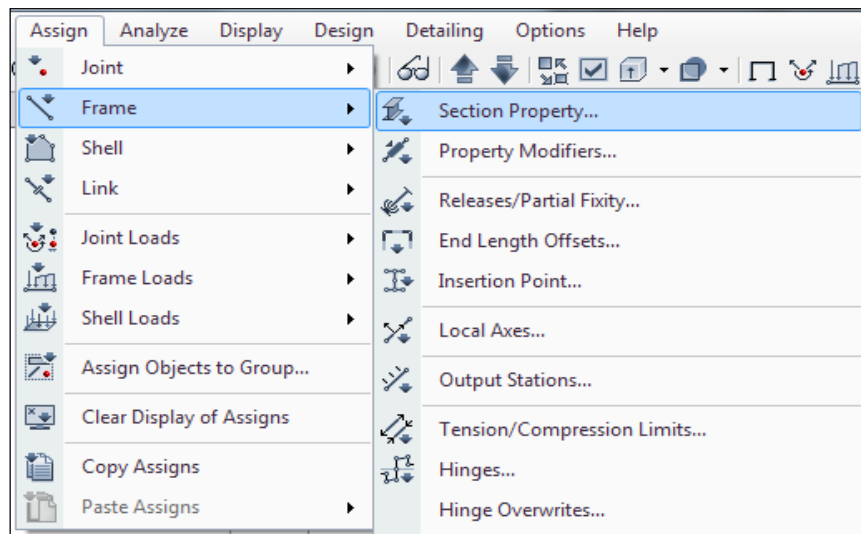 Assign Analyze Display Design Detailing Options Help
Joint
Frame
Shell
Link
Joint Loads
Frame Loads
Shell Loads
Assign Objects to Group...
Clear Display of Assigns
Copy Assigns
Paste Assigns
Section Property...
Property Modifiers...
Releases/Partial Fixity...
End Length Offsets...
Insertion Point...
Local Axes...
Output Stations...
Tension/Compression Limits...
Hinges...
Hinge Overwrites...